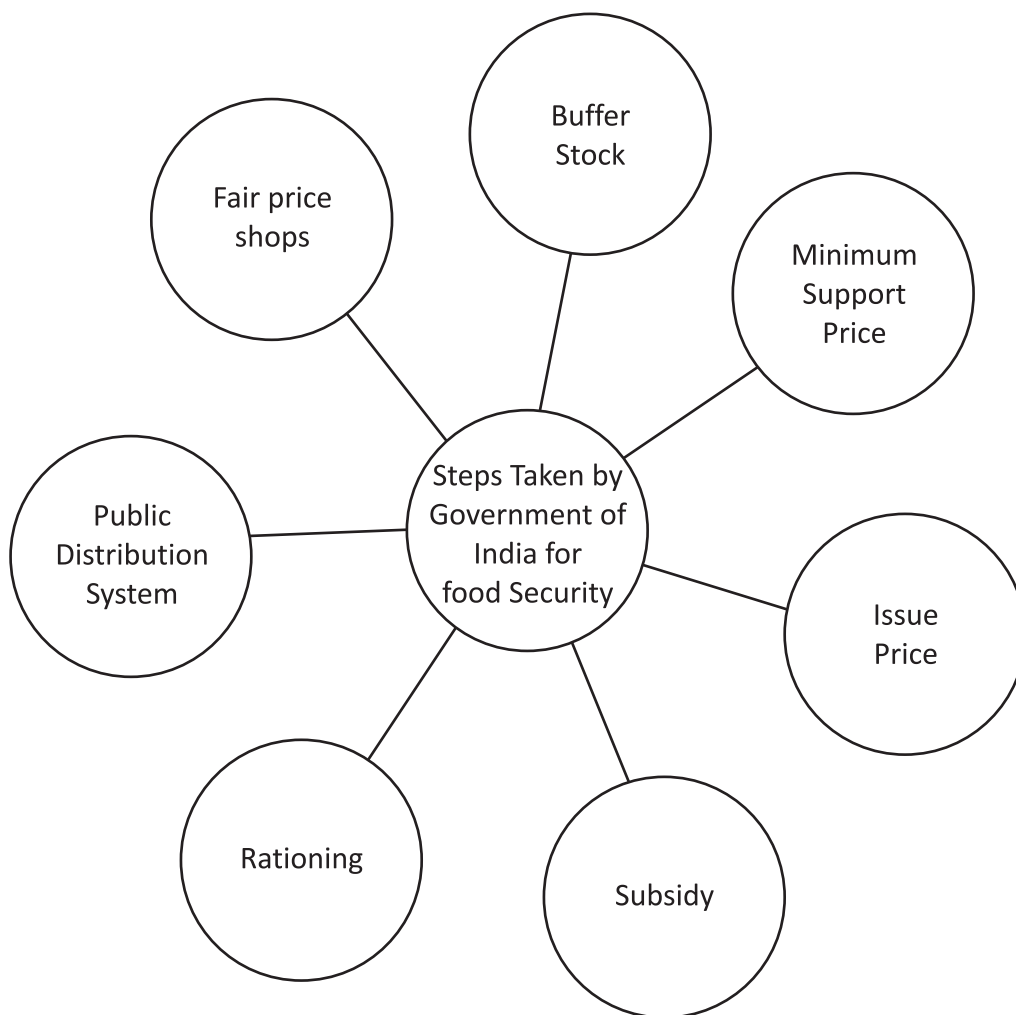 Buffer
Stock
Fair price
shops
Minimum
Support
Price
Steps Taken by
Government of
India for
food Security
Public
Distribution
System
Issue
Price
Rationing
Subsidy